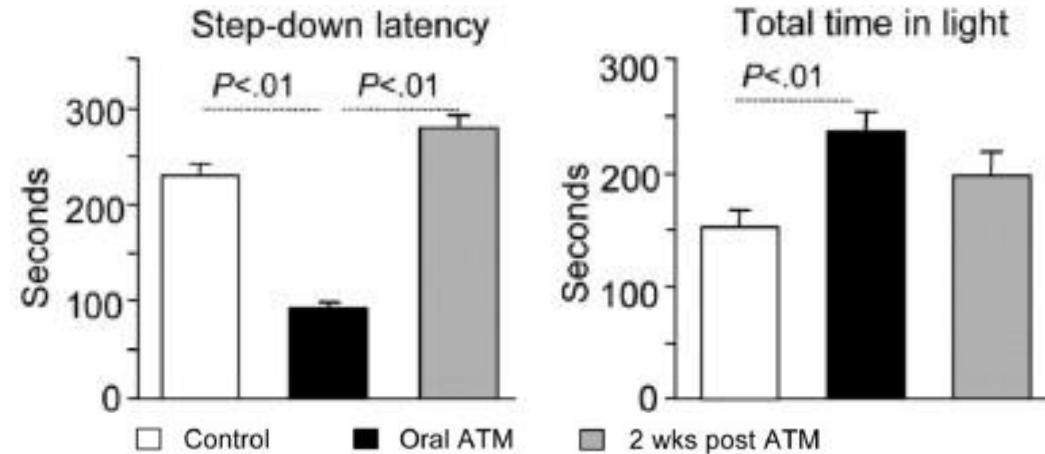 Step-down latency
P<.01
P<.01
300
200
100
0
Seconds
Total time in light
P<.01
300
200
100
0
Seconds
Control
Oral ATM
2 wks post ATM